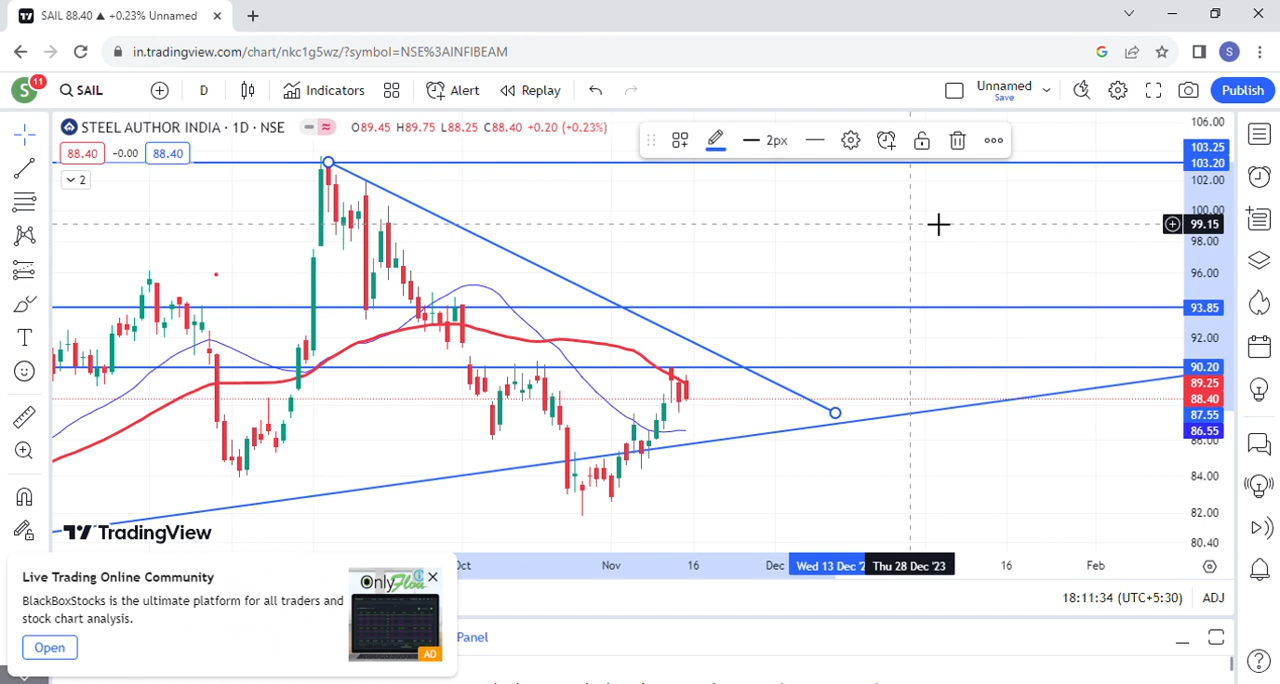 SAIL 88.40 ▲ +0.23% Unnamed
in.tradingview.com/chart/nkc1g5wz/?symbol=NSE%3AINFIBEAM
S
S
11
SAIL
D
Indicators
Alert
Replay
Unnamed
Save
Publish
STEEL AUTHOR INDIA · 1D · NSE
O89.45 H89.75 L88.25 C88.40 +0.20 (+0.23%)
88.40
-0.00
88.40
2
2px
106.00
103.25
103.20
102.00
100.00
99.15
98.00
96.00
93.85
92.00
90.20
89.25
88.40
87.55
86.55
86.00
84.00
82.00
80.40
TradingView
Oct
Nov
16
Dec
Wed 13 Dec '2
Thu 28 Dec '23
16
Feb
18:11:34 (UTC+5:30)
ADJ
Live Trading Online Community
BlackBoxStocks is the ultimate platform for all traders and
stock chart analysis.
Open
OnlyFlow
AD
Panel